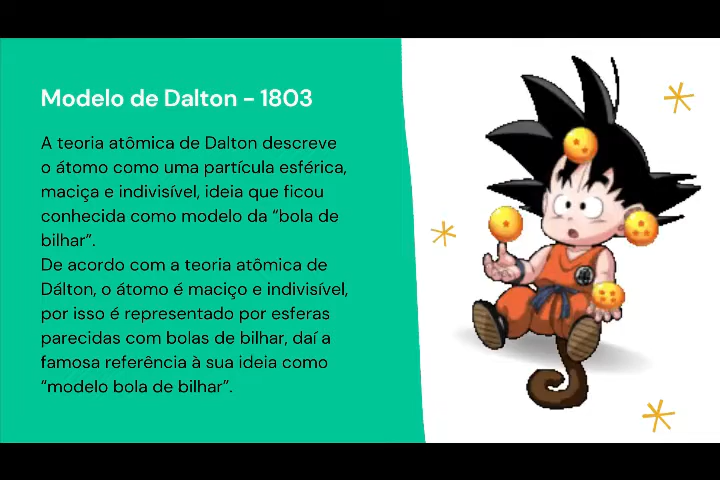 Modelo de Dalton - 1803
A teoria atômica de Dalton descreve
o átomo como uma partícula esférica,
maciça e indivisível, ideia que ficou
conhecida como modelo da “bola de
bilhar”.
De acordo com a teoria atômica de
Dálton, o átomo é maciço e indivisível,
por isso é representado por esferas
parecidas com bolas de bilhar, daí a
famosa referência à sua ideia como
“modelo bola de bilhar”.